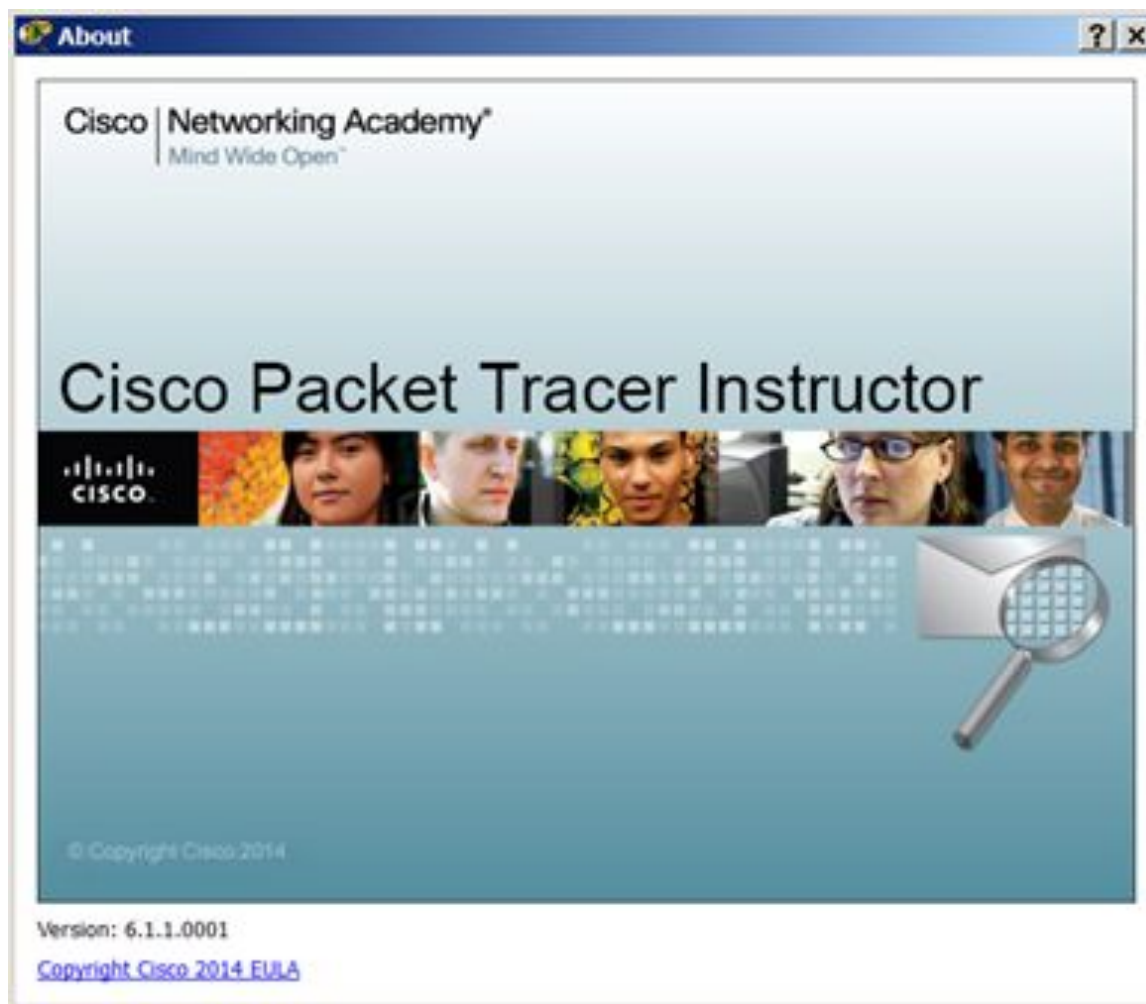 About
Cisco Networking Academy®
Mind Wide Open™
Cisco Packet Tracer Instructor
CISCO.
© Copyright Cisco 2014
Version: 6.1.1.0001
Copyright Cisco 2014 EULA